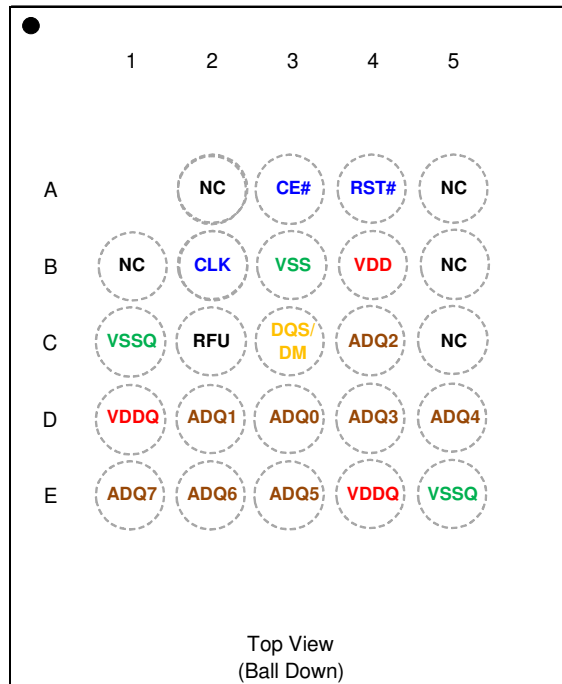 1 2 3 4 5
A NC CE# RST# NC
B NC CLK VSS VDD NC
C VSSQ RFU DQS/ DM ADQ2 NC
D VDDQ ADQ1 ADQ0 ADQ3 ADQ4
E ADQ7 ADQ6 ADQ5 VDDQ VSSQ
Top View
(Ball Down)